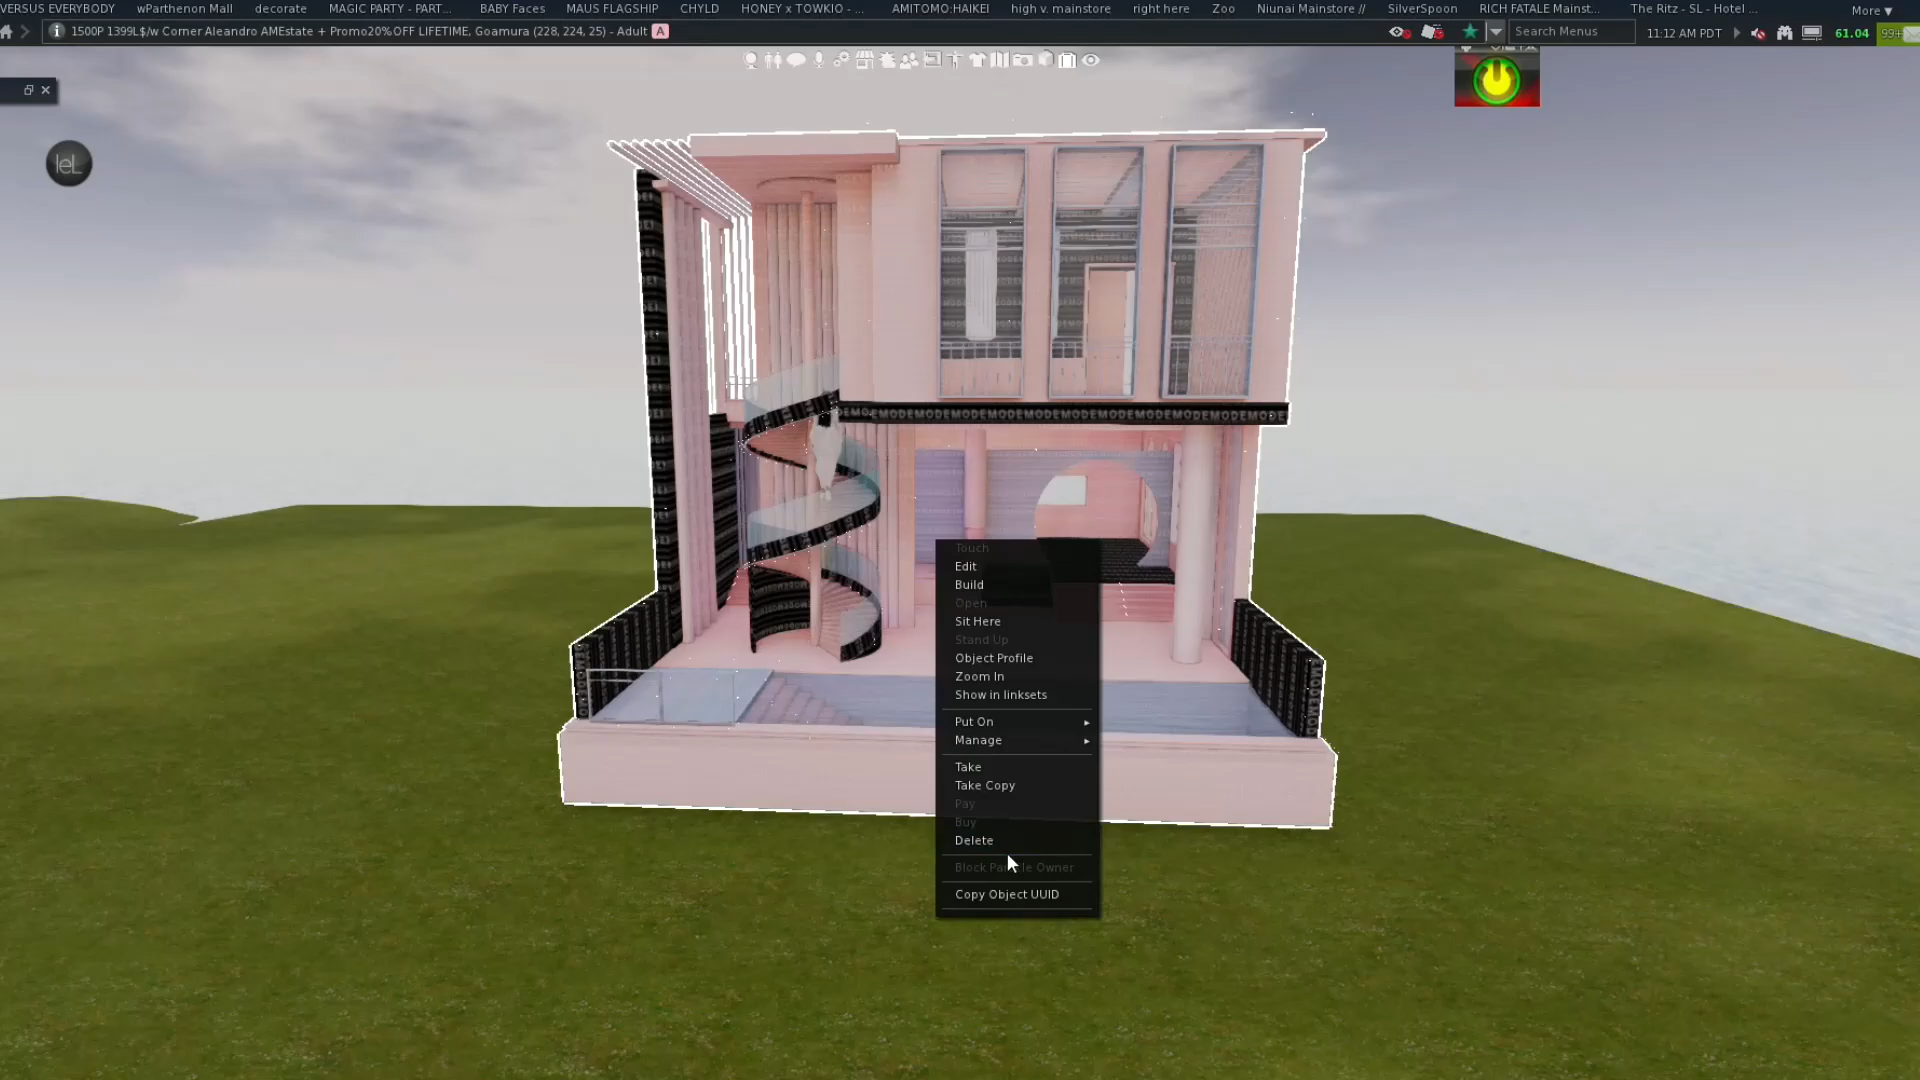 VERSUS EVERYBODY wParthenon Mall decorate MAGIC PARTY - PART... BABY Faces MAUS FLAGSHIP CHYLD HONEY x TOWKIO - ... AMITOMO:HAIKEI high v. mainstore right here Zoo Niunai Mainstore // SilverSpoon RICH FATALE Mainst... The Ritz - SL - Hotel ... More ▼
1500P 1399L$/w Corner Aleandro AMEstate + Promo20%OFF LIFETIME, Goamura (228, 224, 25) - Adult A Search Menus 11:12 AM PDT 61.04 99+
leL
DEMODEMODEMODEMODEMODEMODEMODEMODEMODEMODEMODEMODE
Touch
Edit
Build
Open
Sit Here
Stand Up
Object Profile
Zoom In
Show in linksets
Put On
Manage
Take
Take Copy
Pay
Buy
Delete
Block Particle Owner
Copy Object UUID